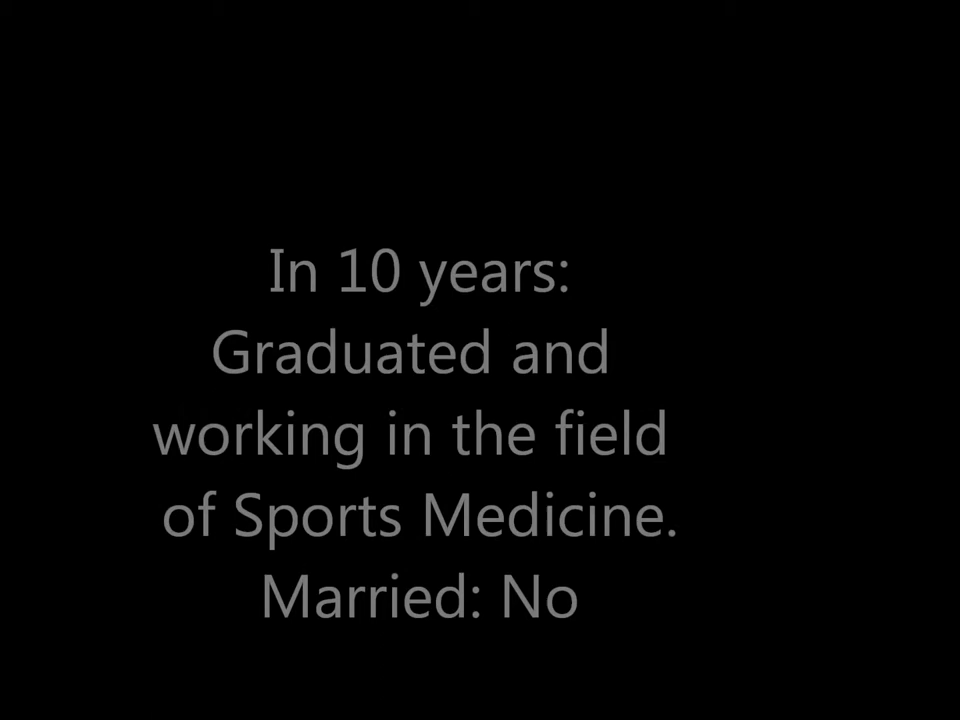 In 10 years:
Graduated and
working in the field
of Sports Medicine.
Married: No